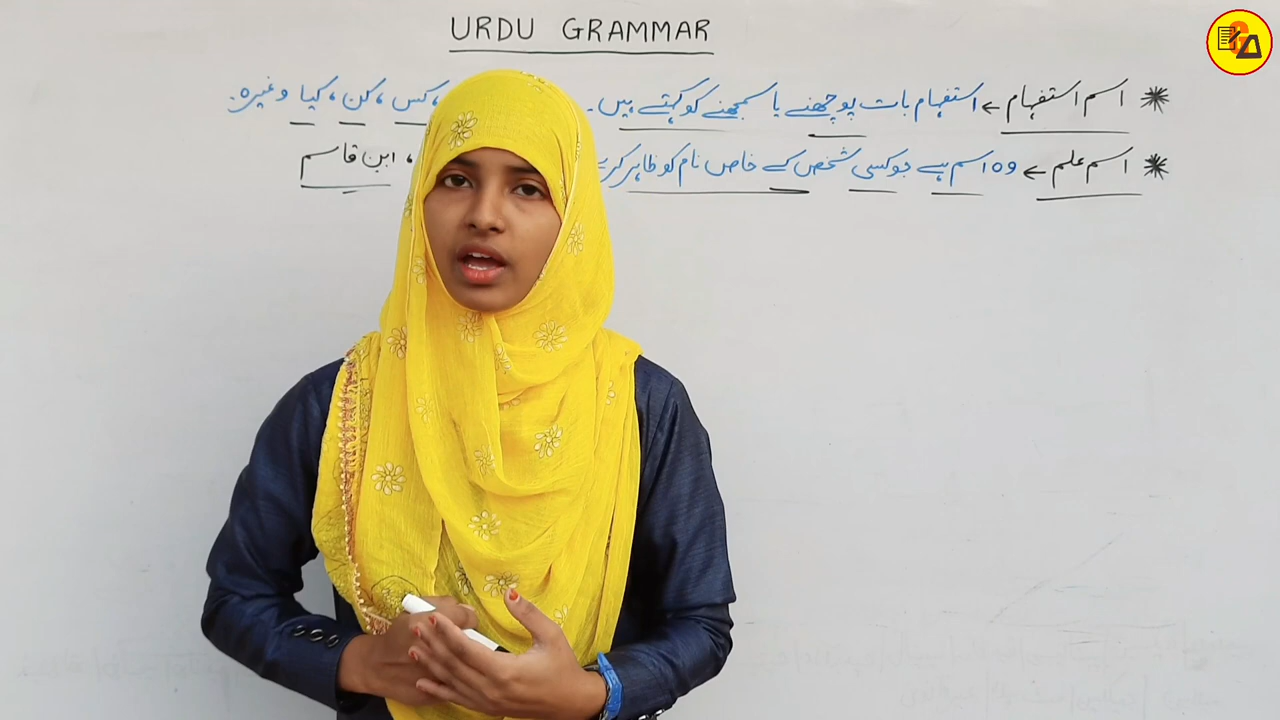 URDU GRAMMAR
اسم استفہام ← استفہام بات پوچھنے یا سمجھنے کو کہتے ہیں۔ ، کس ، کن ، کیا وغیرہ۔
اسم علم ← وہ اسم ہے جو کسی شخص کے خاص نام کو ظاہر کرے ، ابن قاسم